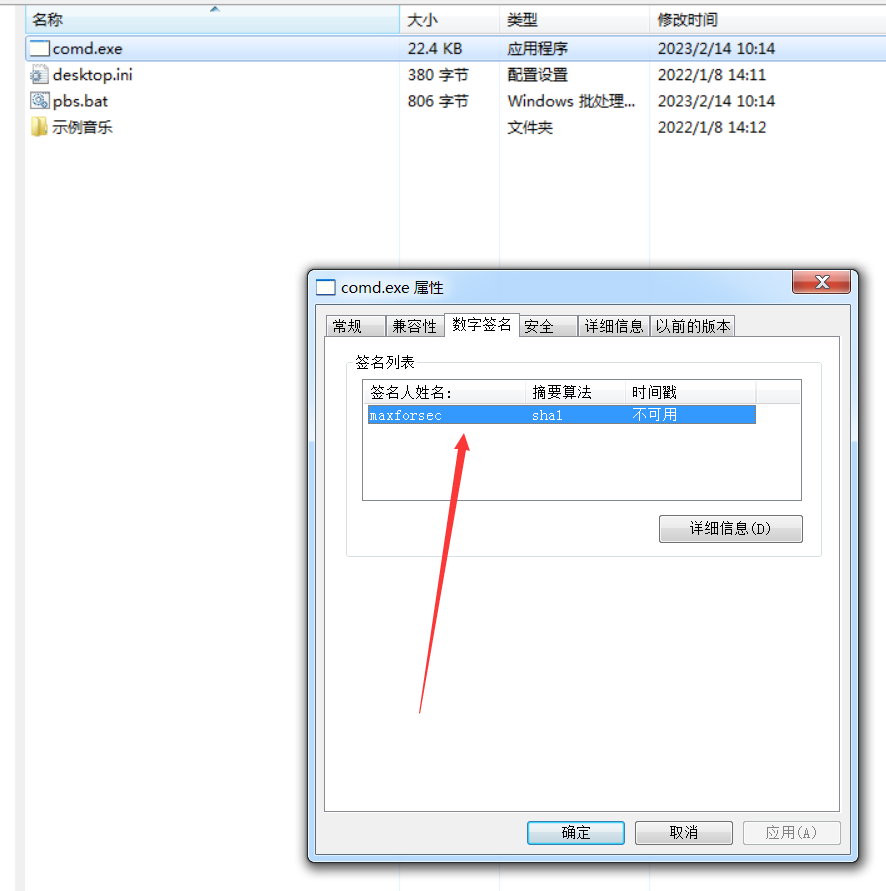 名称 大小 类型 修改时间
comd.exe 22.4 KB 应用程序 2023/2/14 10:14
desktop.ini 380 字节 配置设置 2022/1/8 14:11
pbs.bat 806 字节 Windows 批处理... 2023/2/14 10:14
示例音乐 文件夹 2022/1/8 14:12
comd.exe 属性
常规 兼容性 数字签名 安全 详细信息 以前的版本
签名列表
签名人姓名: 摘要算法 时间戳
maxforsec sha1 不可用
详细信息(D)
确定 取消 应用(A)